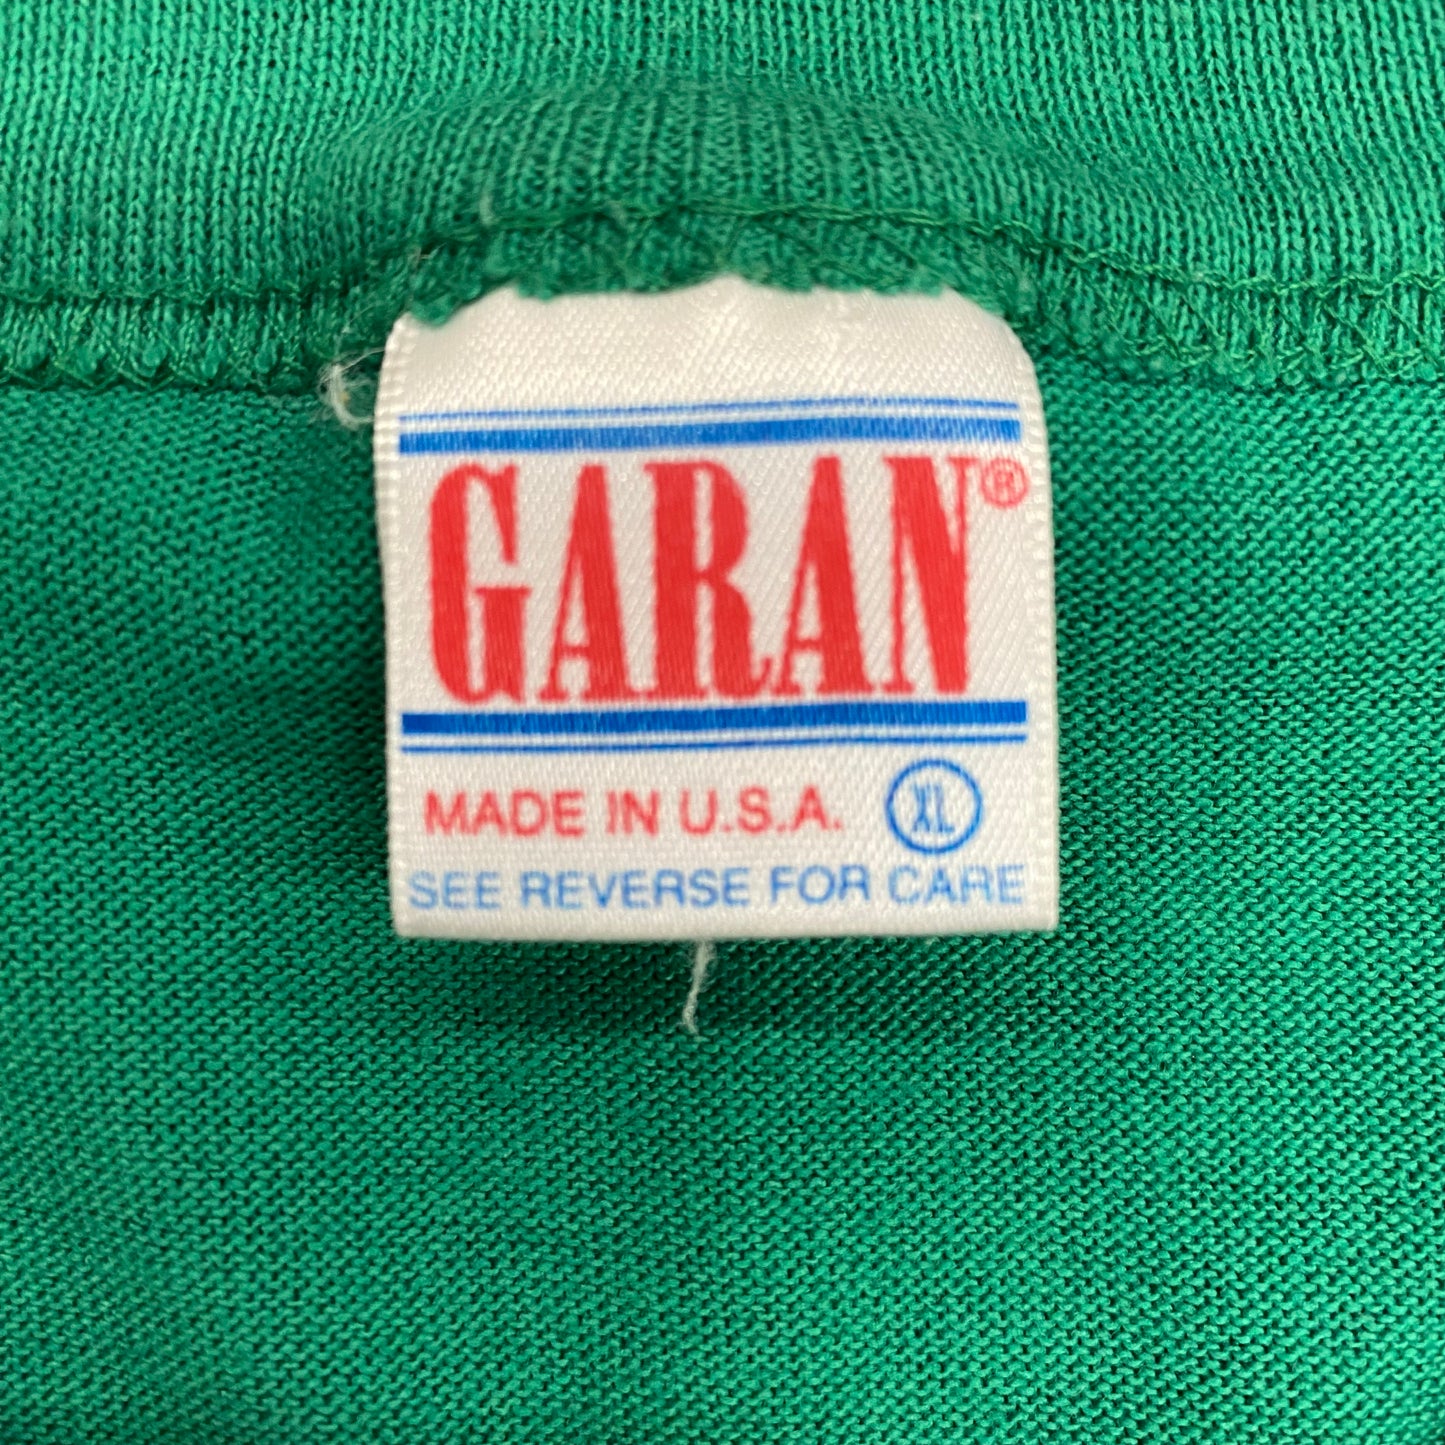 GARAN®
MADE IN U.S.A. XL
SEE REVERSE FOR CARE